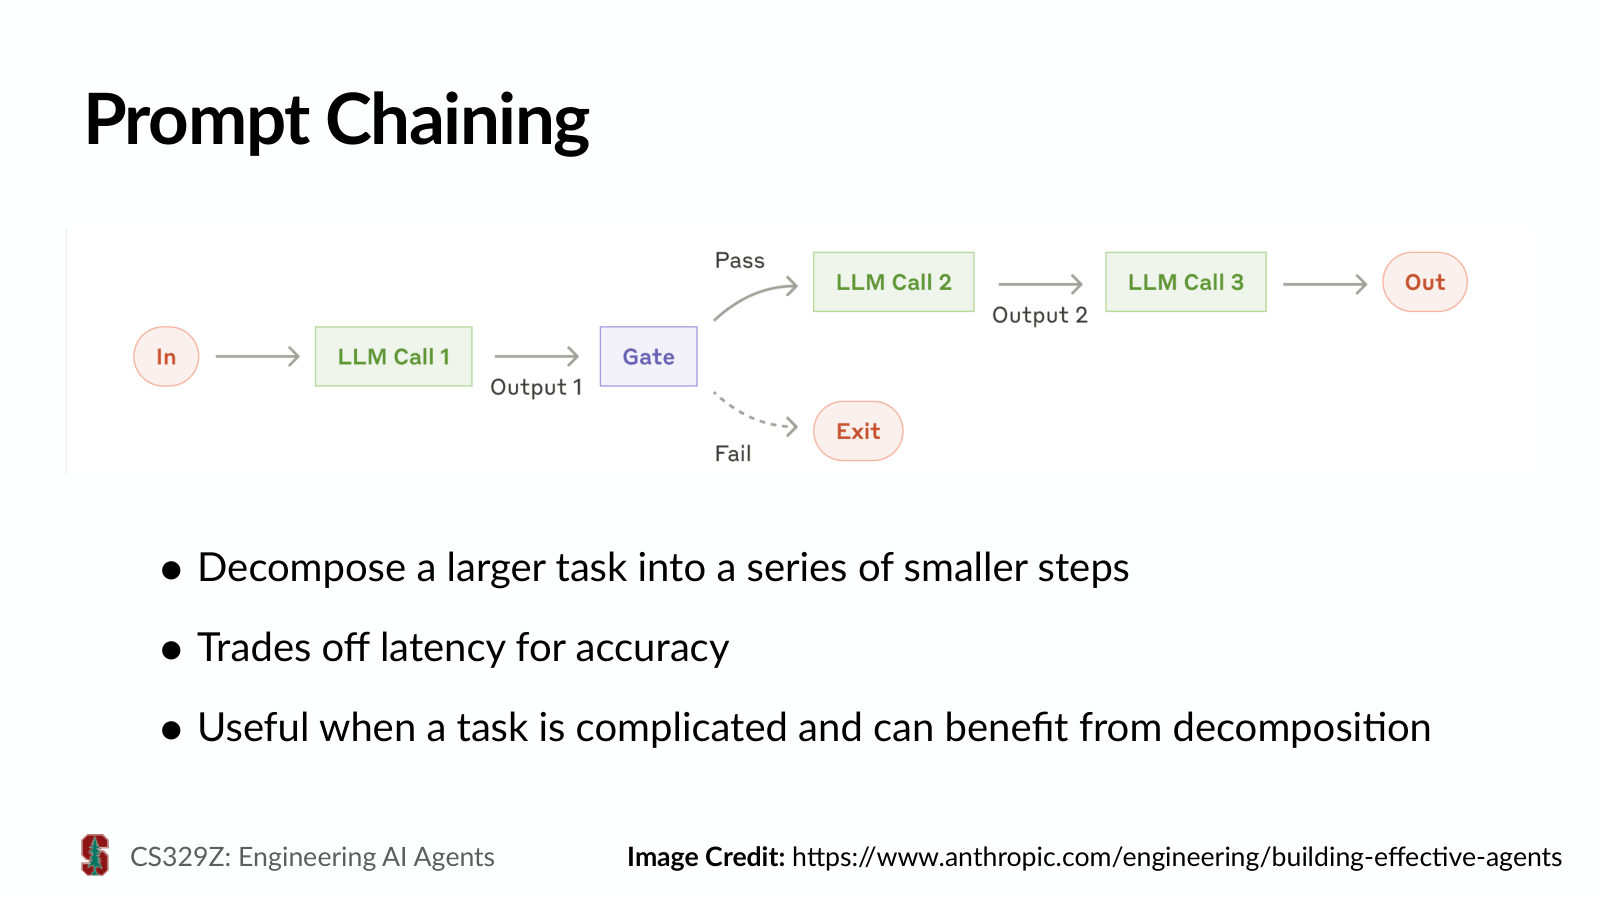 Prompt Chaining
Pass
LLM Call 2
LLM Call 3
Out
Output 2
In
LLM Call 1
Gate
Output 1
Exit
Fail
● Decompose a larger task into a series of smaller steps
● Trades off latency for accuracy
● Useful when a task is complicated and can benefit from decomposition
CS329Z: Engineering AI Agents
Image Credit: https://www.anthropic.com/engineering/building-effective-agents